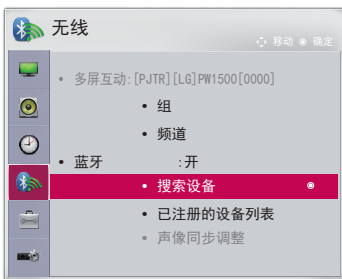 无线
移动 确定
• 多屏互动:[PJTR][LG]PW1500[0000]
• 组
• 频道
• 蓝牙 :开
• 搜索设备
• 已注册的设备列表
• 声像同步调整